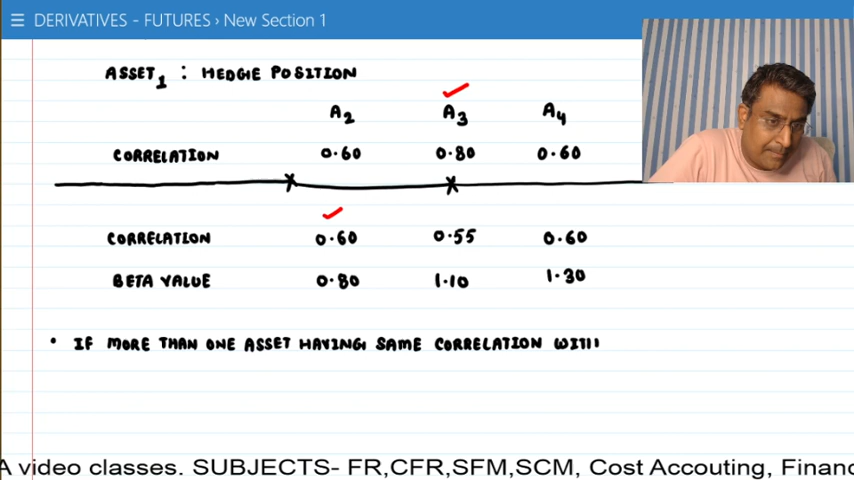 ☰ DERIVATIVES - FUTURES › New Section 1
ASSET1 : HEDGE POSITION
A2 A3 A4
CORRELATION 0.60 0.80 0.60
CORRELATION 0.60 0.55 0.60
BETA VALUE 0.80 1.10 1.30
• IF MORE THAN ONE ASSET HAVING SAME CORRELATION
A video classes. SUBJECTS- FR,CFR,SFM,SCM, Cost Accouting, Financ